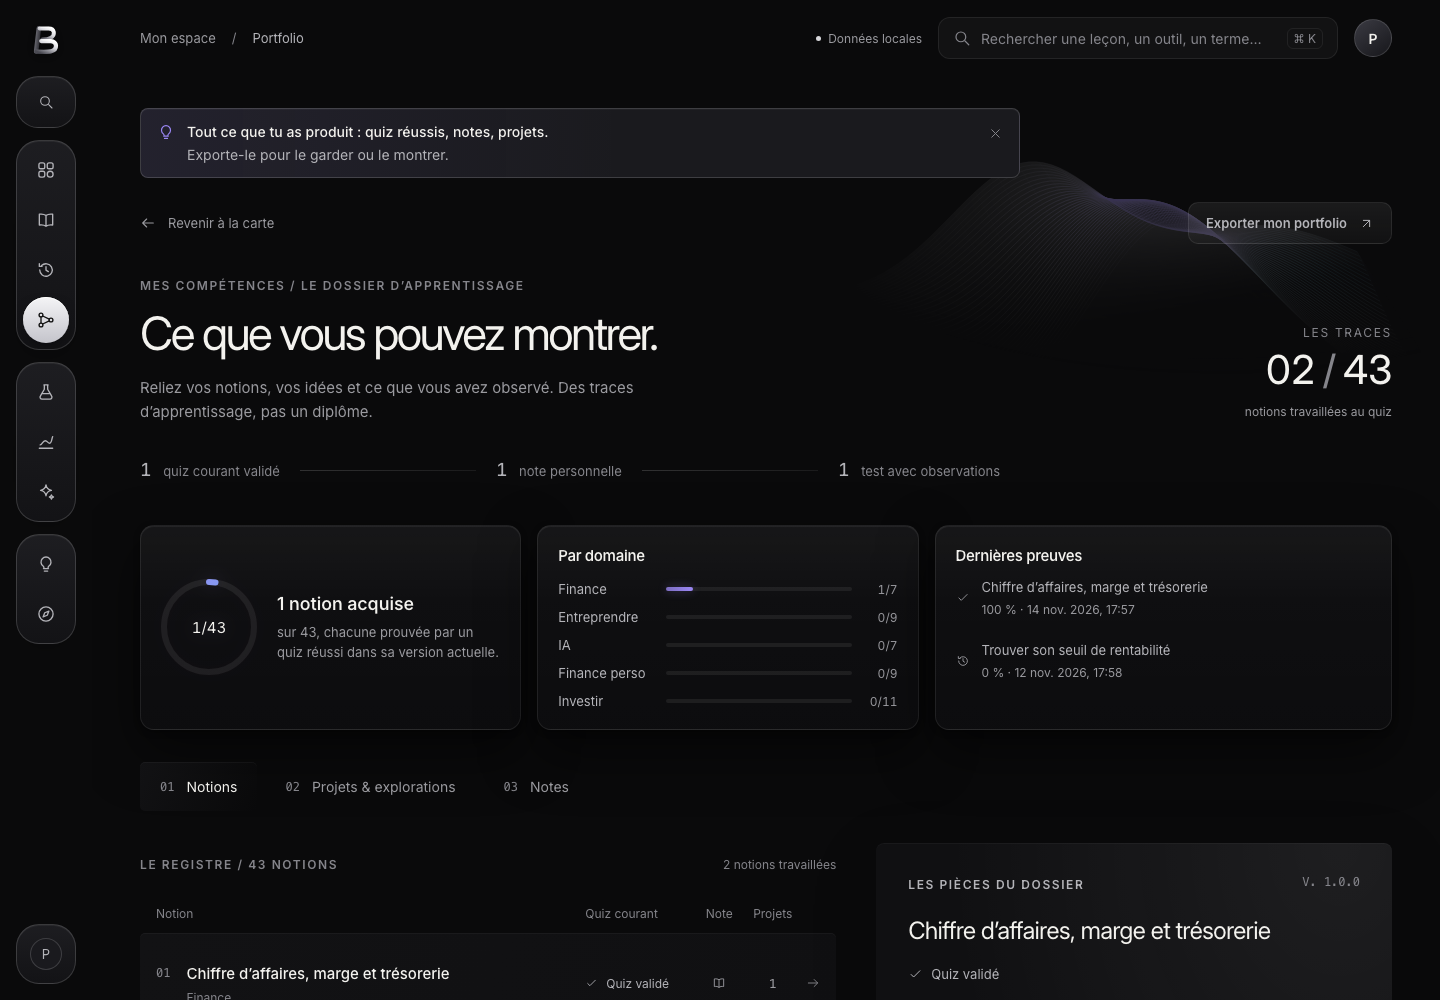 B
Mon espace / Portfolio
Données locales
Rechercher une leçon, un outil, un terme...
⌘ K
P
Tout ce que tu as produit : quiz réussis, notes, projets.
Exporte-le pour le garder ou le montrer.
Revenir à la carte
Exporter mon portfolio
MES COMPÉTENCES / LE DOSSIER D’APPRENTISSAGE
Ce que vous pouvez montrer.
Reliez vos notions, vos idées et ce que vous avez observé. Des traces
d’apprentissage, pas un diplôme.
LES TRACES
02 / 43
notions travaillées au quiz
1 quiz courant validé
1 note personnelle
1 test avec observations
1/43
1 notion acquise
sur 43, chacune prouvée par un
quiz réussi dans sa version actuelle.
Par domaine
Finance 1/7
Entreprendre 0/9
IA 0/7
Finance perso 0/9
Investir 0/11
Dernières preuves
Chiffre d’affaires, marge et trésorerie
100 % · 14 nov. 2026, 17:57
Trouver son seuil de rentabilité
0 % · 12 nov. 2026, 17:58
01 Notions
02 Projets & explorations
03 Notes
LE REGISTRE / 43 NOTIONS
2 notions travaillées
Notion Quiz courant Note Projets
01 Chiffre d’affaires, marge et trésorerie
Finance
Quiz validé 1
LES PIÈCES DU DOSSIER
V. 1.0.0
Chiffre d’affaires, marge et trésorerie
Quiz validé
P